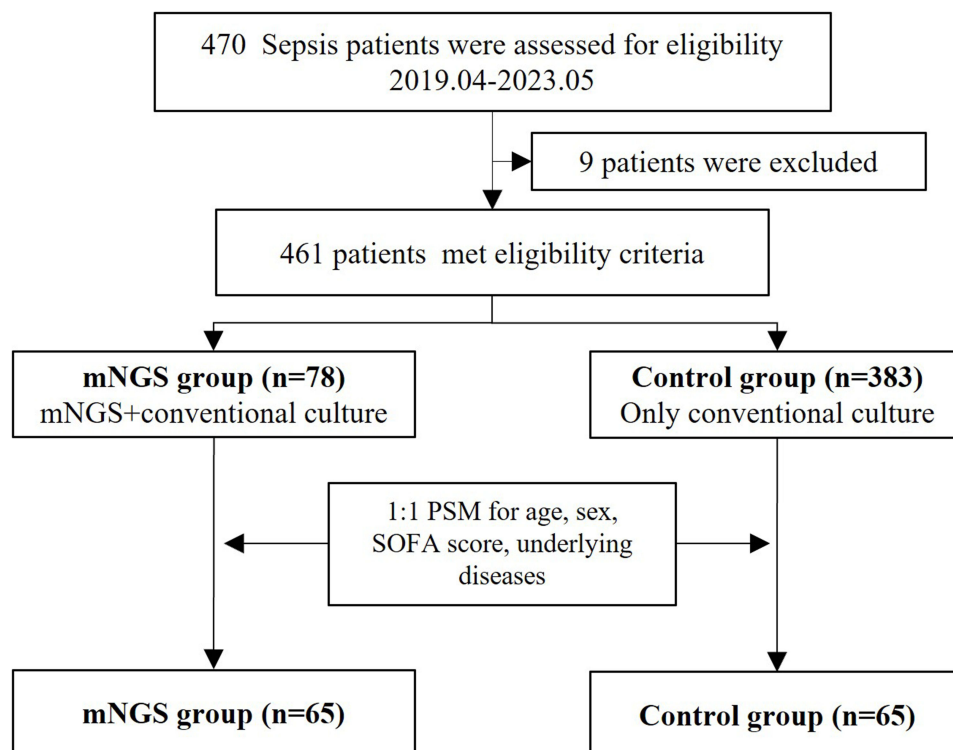 470 Sepsis patients were assessed for eligibility
2019.04-2023.05
9 patients were excluded
461 patients met eligibility criteria
mNGS group (n=78)
mNGS+conventional culture
Control group (n=383)
Only conventional culture
1:1 PSM for age, sex,
SOFA score, underlying
diseases
mNGS group (n=65)
Control group (n=65)